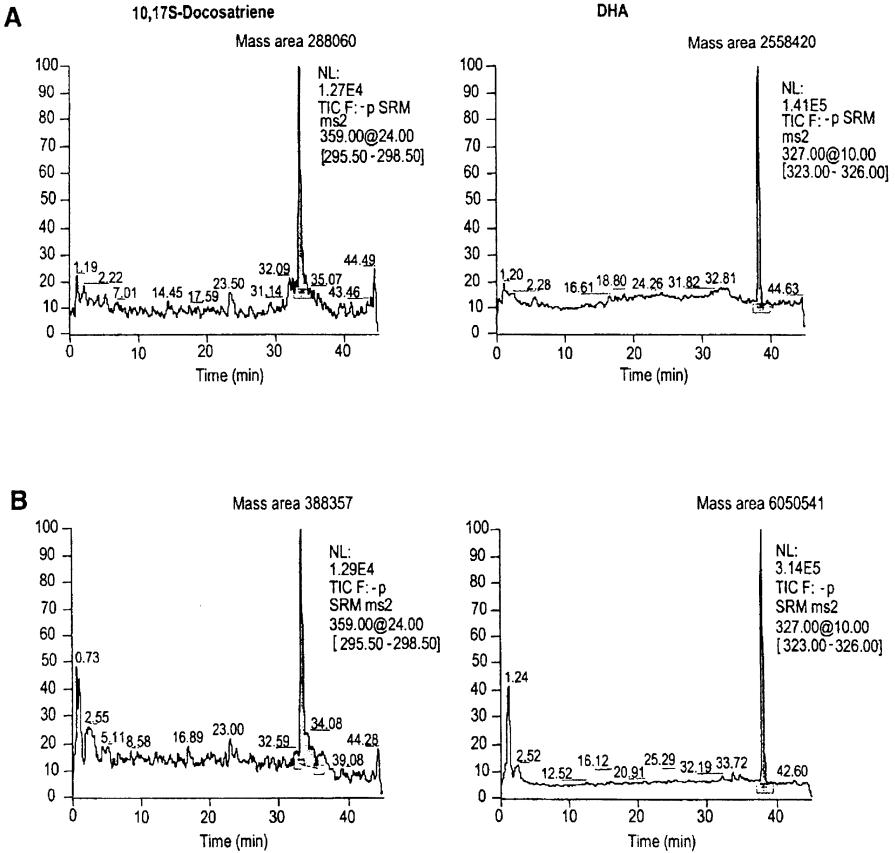 A
10,17S-Docosatriene
Mass area 288060
NL:
1.27E4
TIC F: -p SRM
ms2
359.00@24.00
[295.50-298.50]
100
90
80
70
60
50
40
30
20
10
0
1.19
2.22
7.01
14.45
17.59
23.50
31.14
32.09
35.07
43.46
44.49
0 10 20 30 40
Time (min)
DHA
Mass area 2558420
NL:
1.41E5
TIC F: -p SRM
ms2
327.00@10.00
[323.00-326.00]
100
90
80
70
60
50
40
30
20
10
0
1.20
2.28
16.61
18.80
24.26
31.82
32.81
44.63
0 10 20 30 40
Time (min)
B
Mass area 388357
NL:
1.29E4
TIC F: -p
SRM ms2
359.00@24.00
[295.50-298.50]
100
90
80
70
60
50
40
30
20
10
0
0.73
2.55
5.11
8.58
16.89
23.00
32.59
34.08
39.08
44.28
0 10 20 30 40
Time (min)
Mass area 6050541
NL:
3.14E5
TIC F: -p
SRM ms2
327.00@10.00
[323.00-326.00]
100
90
80
70
60
50
40
30
20
10
0
1.24
2.52
12.52
16.12
20.91
25.29
32.19
33.72
42.60
0 10 20 30 40
Time (min)